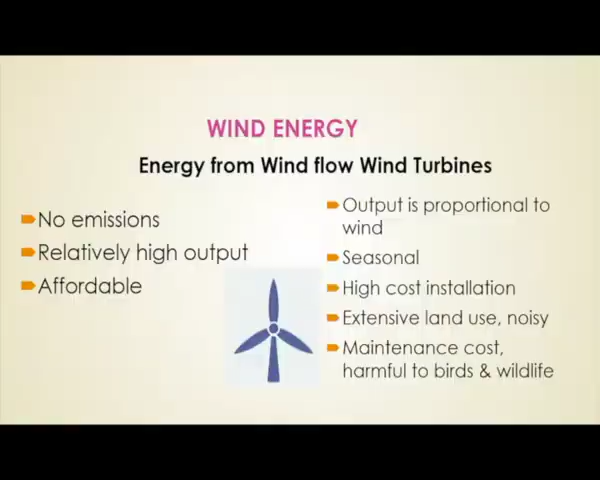 WIND ENERGY
Energy from Wind flow Wind Turbines
No emissions
Relatively high output
Affordable
Output is proportional to
wind
Seasonal
High cost installation
Extensive land use, noisy
Maintenance cost,
harmful to birds & wildlife